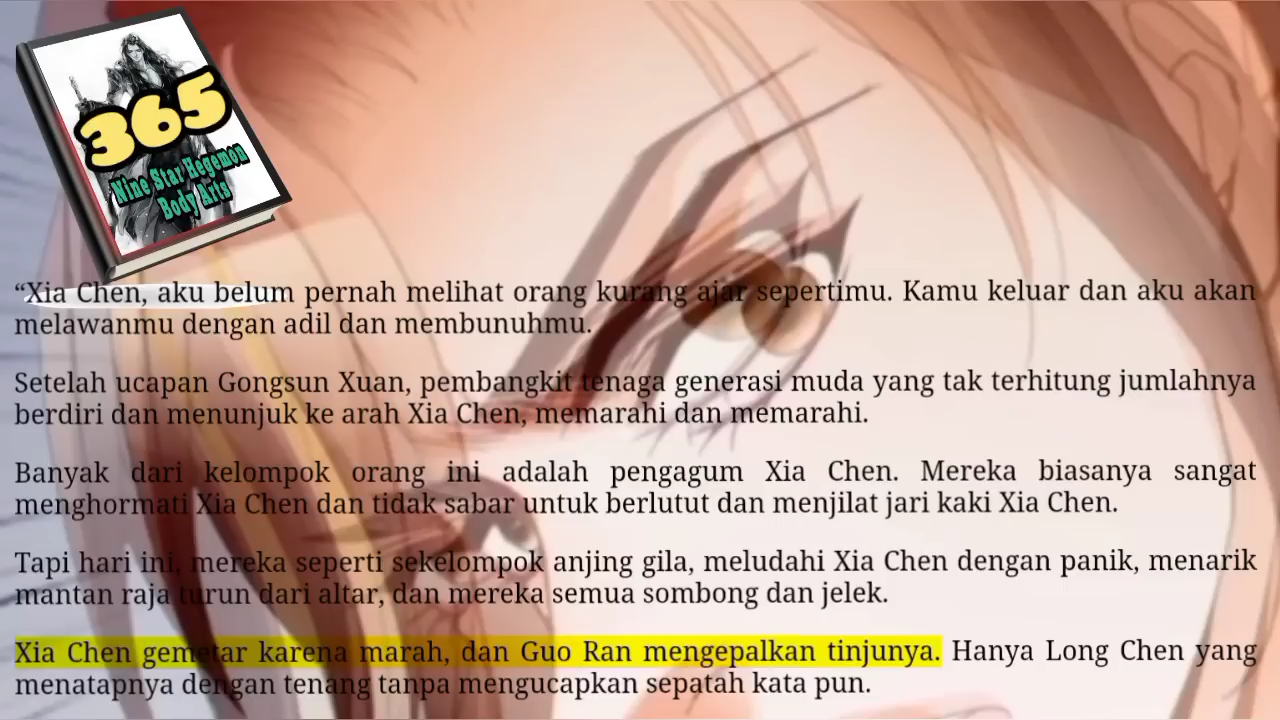 365
Nine Star Hegemon
Body Arts
“Xia Chen, aku belum pernah melihat orang kurang ajar sepertimu. Kamu keluar dan aku akan
melawanmu dengan adil dan membunuhmu.
Setelah ucapan Gongsun Xuan, pembangkit tenaga generasi muda yang tak terhitung jumlahnya
berdiri dan menunjuk ke arah Xia Chen, memarahi dan memarahi.
Banyak dari kelompok orang ini adalah pengagum Xia Chen. Mereka biasanya sangat
menghormati Xia Chen dan tidak sabar untuk berlutut dan menjilat jari kaki Xia Chen.
Tapi hari ini, mereka seperti sekelompok anjing gila, meludahi Xia Chen dengan panik, menarik
mantan raja turun dari altar, dan mereka semua sombong dan jelek.
Xia Chen gemetar karena marah, dan Guo Ran mengepalkan tinjunya. Hanya Long Chen yang
menatapnya dengan tenang tanpa mengucapkan sepatah kata pun.